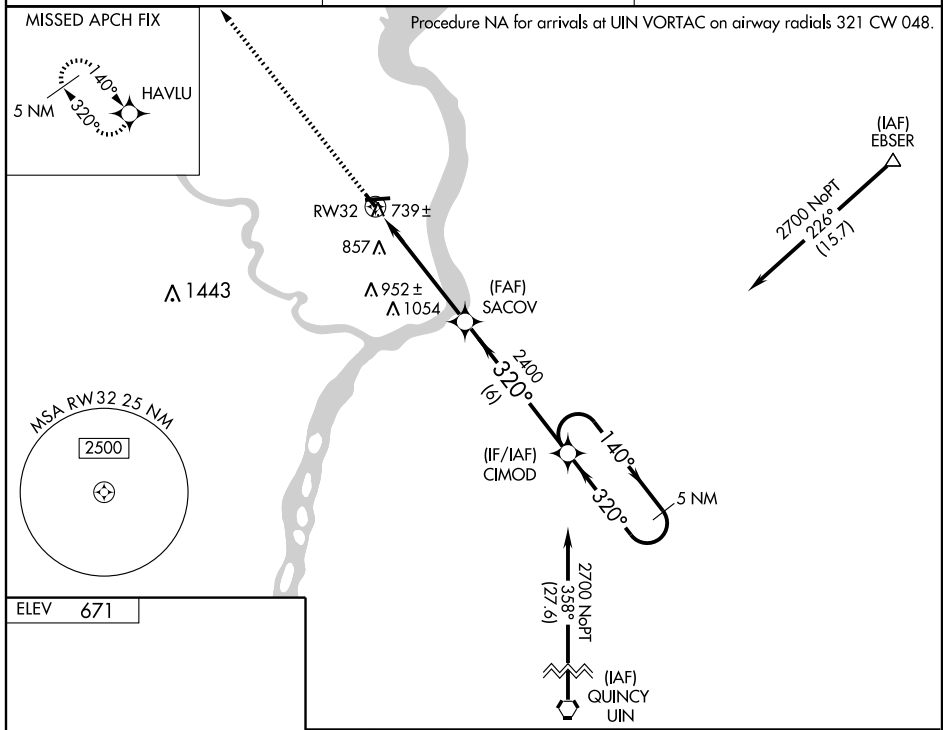 MISSED APCH FIX
140°
HAVLU
5 NM
320°
Procedure NA for arrivals at UIN VORTAC on airway radials 321 CW 048.
(IAF)
EBSER
2700 NoPT
226°
(15.7)
RW32
739±
857
1443
952±
1054
(FAF)
SACOV
2400
320°
(6)
MSA RW32 25 NM
2500
(IF/IAF)
CIMOD
140°
320°
5 NM
2700 NoPT
358°
(27.6)
(IAF)
QUINCY
UIN
ELEV 671